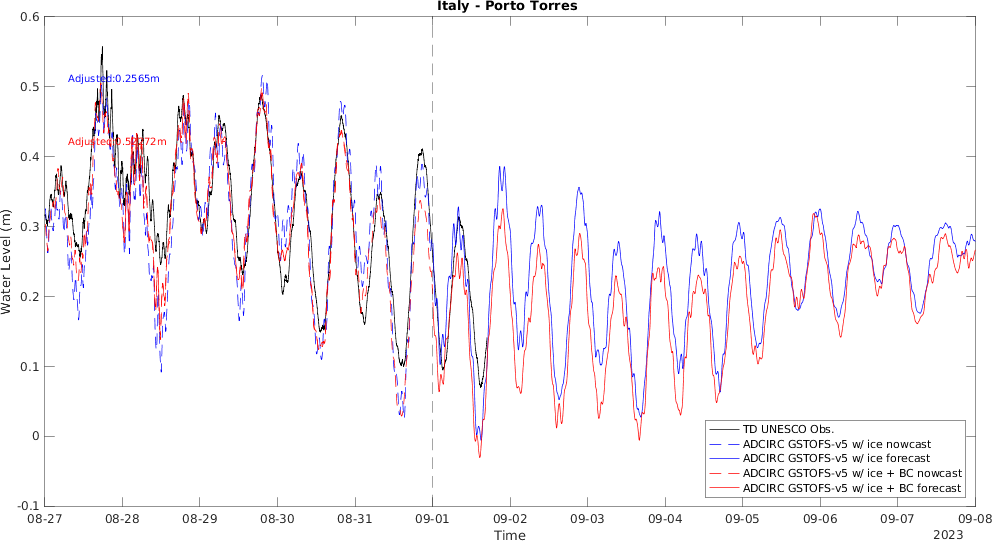 Italy - Porto Torres
0.6
0.5
0.4
0.3
0.2
0.1
0
-0.1
Water Level (m)
Adjusted:0.2565m
Adjusted:0.52272m
TD UNESCO Obs.
ADCIRC GSTOFS-v5 w/ ice nowcast
ADCIRC GSTOFS-v5 w/ ice forecast
ADCIRC GSTOFS-v5 w/ ice + BC nowcast
ADCIRC GSTOFS-v5 w/ ice + BC forecast
08-27 08-28 08-29 08-30 08-31 09-01 09-02 09-03 09-04 09-05 09-06 09-07 09-08
Time
2023